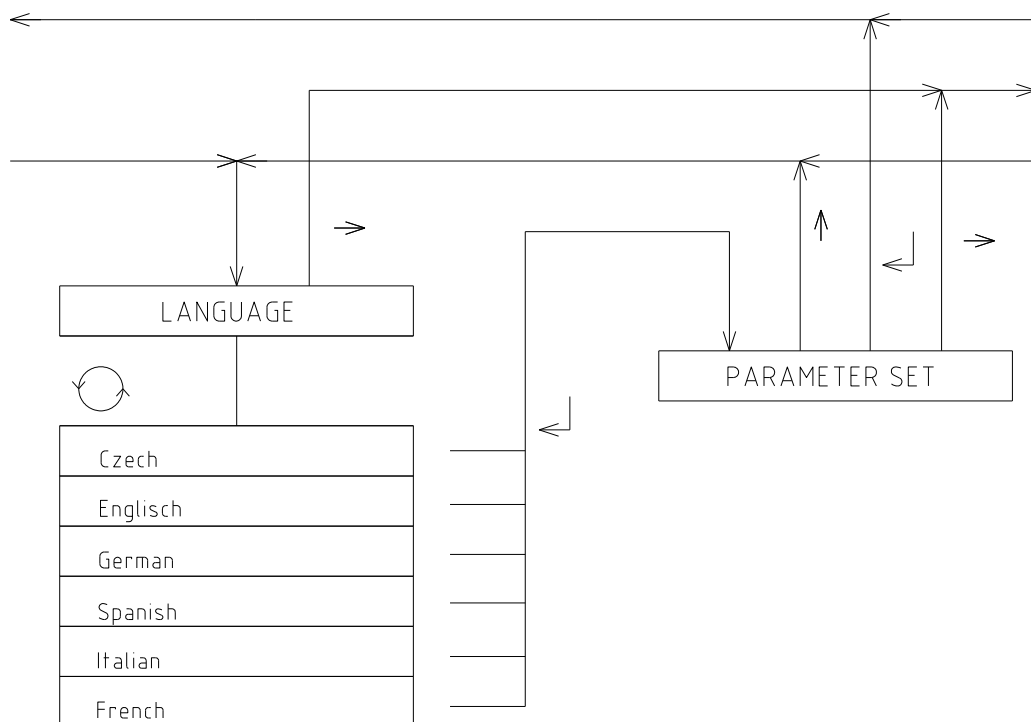 LANGUAGE
PARAMETER SET
Czech
Englisch
German
Spanish
Italian
French